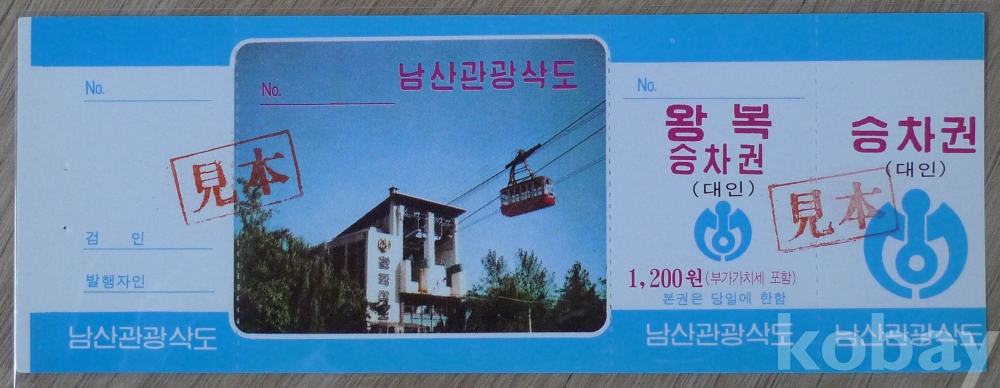 No.
見本
검 인
발행자인
남산관광삭도
No.
남산관광삭도
No.
왕 복
승차권
(대인)
1,200원 (부가가치세 포함)
본권은 당일에 한함
남산관광삭도
승차권
(대인)
見本
남산관광삭도
kobay